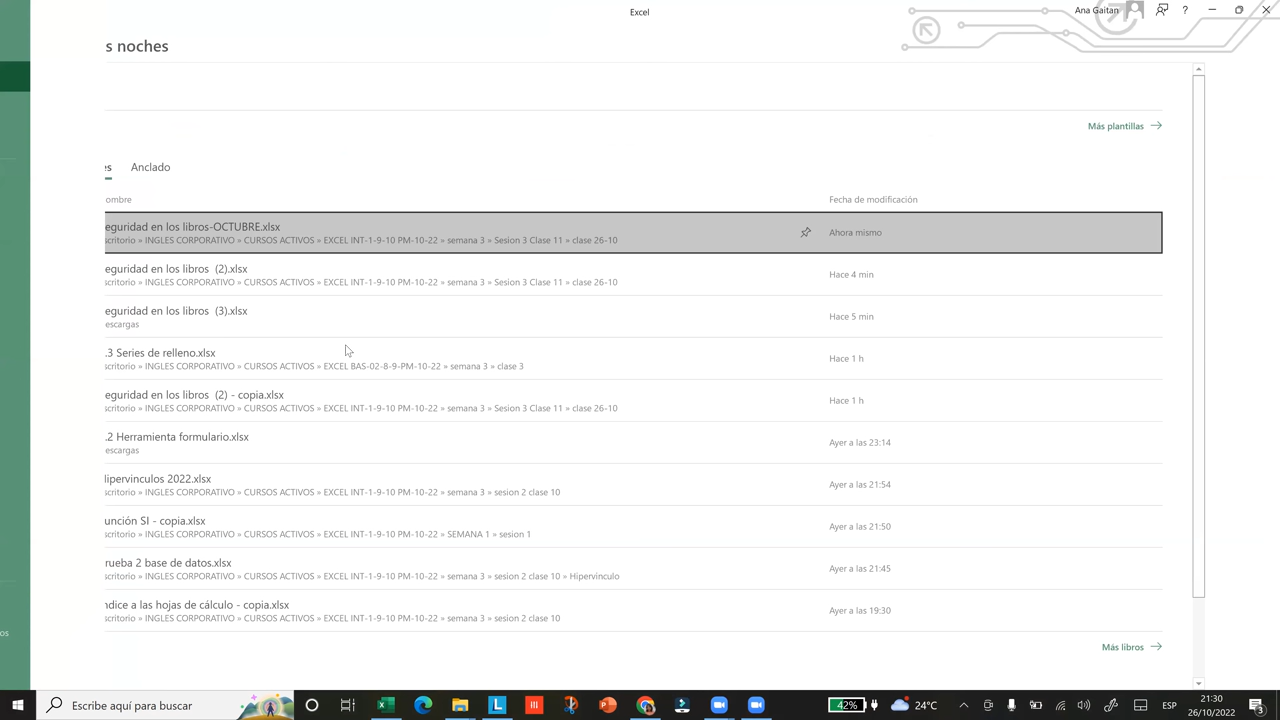 Excel
Ana Gaitan
s noches
Más plantillas
es
Anclado
ombre
Fecha de modificación
eguridad en los libros-OCTUBRE.xlsx
scritorio » INGLES CORPORATIVO » CURSOS ACTIVOS » EXCEL INT-1-9-10 PM-10-22 » semana 3 » Sesion 3 Clase 11 » clase 26-10
Ahora mismo
eguridad en los libros (2).xlsx
scritorio » INGLES CORPORATIVO » CURSOS ACTIVOS » EXCEL INT-1-9-10 PM-10-22 » semana 3 » Sesion 3 Clase 11 » clase 26-10
Hace 4 min
eguridad en los libros (3).xlsx
escargas
Hace 5 min
.3 Series de relleno.xlsx
scritorio » INGLES CORPORATIVO » CURSOS ACTIVOS » EXCEL BAS-02-8-9-PM-10-22 » semana 3 » clase 3
Hace 1 h
eguridad en los libros (2) - copia.xlsx
scritorio » INGLES CORPORATIVO » CURSOS ACTIVOS » EXCEL INT-1-9-10 PM-10-22 » semana 3 » Sesion 3 Clase 11 » clase 26-10
Hace 1 h
.2 Herramienta formulario.xlsx
escargas
Ayer a las 23:14
lipervinculos 2022.xlsx
scritorio » INGLES CORPORATIVO » CURSOS ACTIVOS » EXCEL INT-1-9-10 PM-10-22 » semana 3 » sesion 2 clase 10
Ayer a las 21:54
unción SI - copia.xlsx
scritorio » INGLES CORPORATIVO » CURSOS ACTIVOS » EXCEL INT-1-9-10 PM-10-22 » SEMANA 1 » sesion 1
Ayer a las 21:50
rueba 2 base de datos.xlsx
scritorio » INGLES CORPORATIVO » CURSOS ACTIVOS » EXCEL INT-1-9-10 PM-10-22 » semana 3 » sesion 2 clase 10 » Hipervinculo
Ayer a las 21:45
ndice a las hojas de cálculo - copia.xlsx
scritorio » INGLES CORPORATIVO » CURSOS ACTIVOS » EXCEL INT-1-9-10 PM-10-22 » semana 3 » sesion 2 clase 10
Ayer a las 19:30
os
Más libros
Escribe aquí para buscar
42%
24°C
ESP
21:30
26/10/2022
3